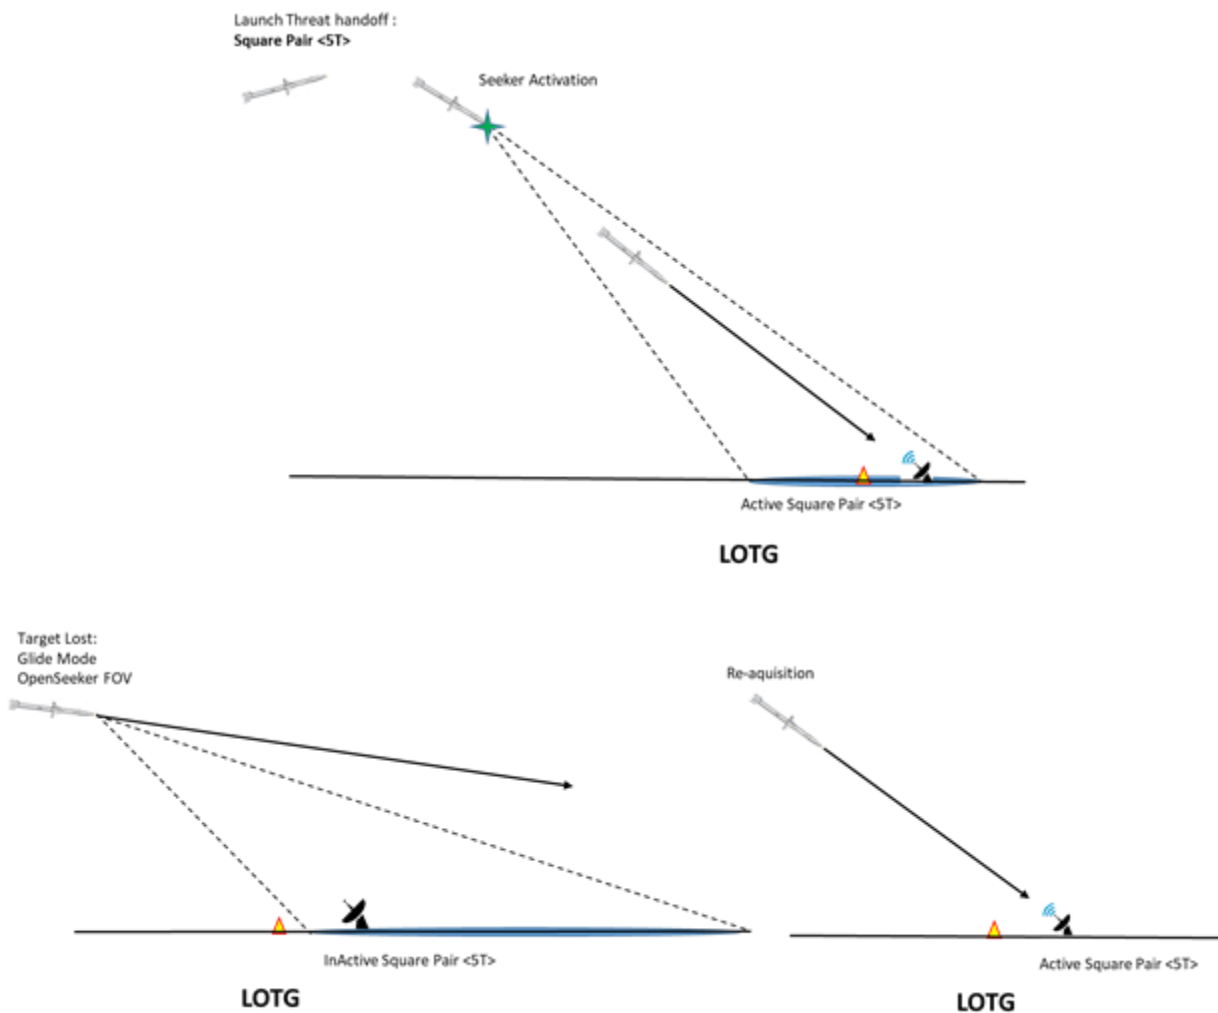 Launch Threat handoff :
Square Pair <5T>
Seeker Activation
Active Square Pair <5T>
LOTG
Target Lost:
Glide Mode
OpenSeeker FOV
InActive Square Pair <5T>
LOTG
Re-aquisition
Active Square Pair <5T>
LOTG